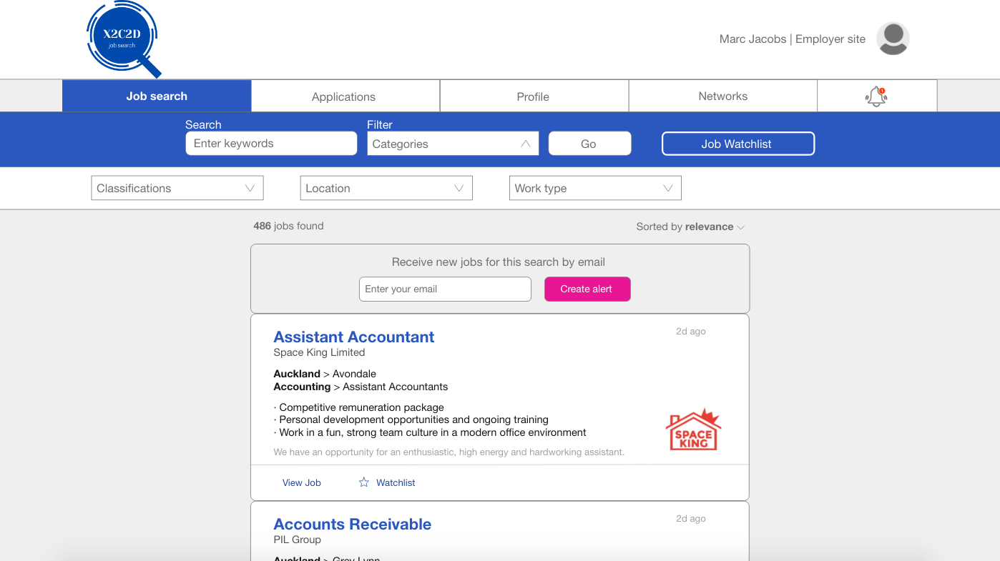 X2C2D
job search
Marc Jacobs | Employer site
Job search
Applications
Profile
Networks
Search
Filter
Enter keywords
Categories
Go
Job Watchlist
Classifications
Location
Work type
486 jobs found
Sorted by relevance
Receive new jobs for this search by email
Enter your email
Create alert
Assistant Accountant
2d ago
Space King Limited
Auckland > Avondale
Accounting > Assistant Accountants
· Competitive remuneration package
· Personal development opportunities and ongoing training
· Work in a fun, strong team culture in a modern office environment
SPACE
KING
We have an opportunity for an enthusiastic, high energy and hardworking assistant.
View Job
Watchlist
Accounts Receivable
2d ago
PIL Group
Auckland > Grey Lynn